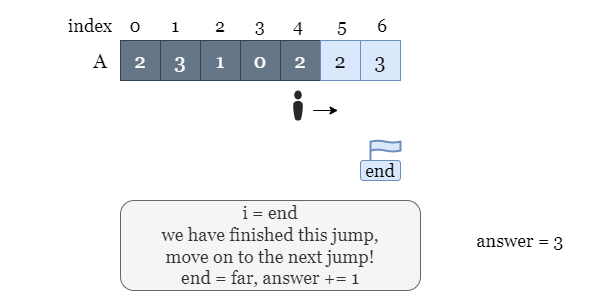 index 0 1 2 3 4 5 6
A 2 3 1 0 2 2 3
end
i = end
we have finished this jump,
move on to the next jump!
end = far, answer += 1
answer = 3